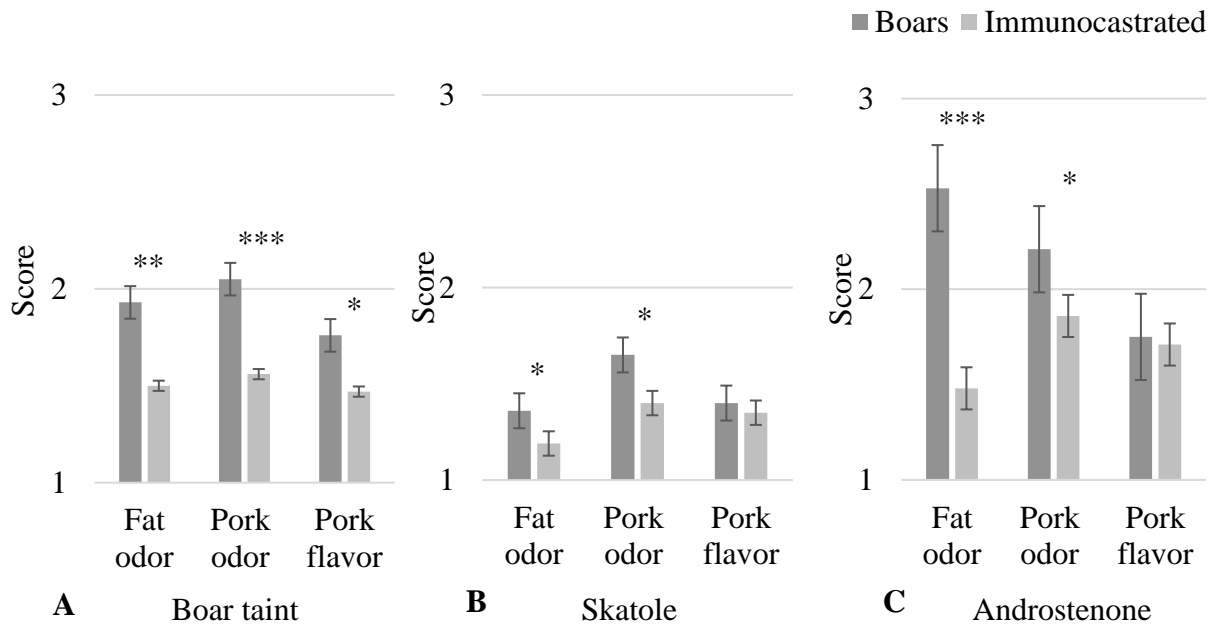 Boars Immunocastrated
3
2
1
Score
**
***
*
Fat odor
Pork odor
Pork flavor
A Boar taint
3
2
1
Score
*
*
Fat odor
Pork odor
Pork flavor
B Skatole
3
2
1
Score
***
*
Fat odor
Pork odor
Pork flavor
C Androstenone